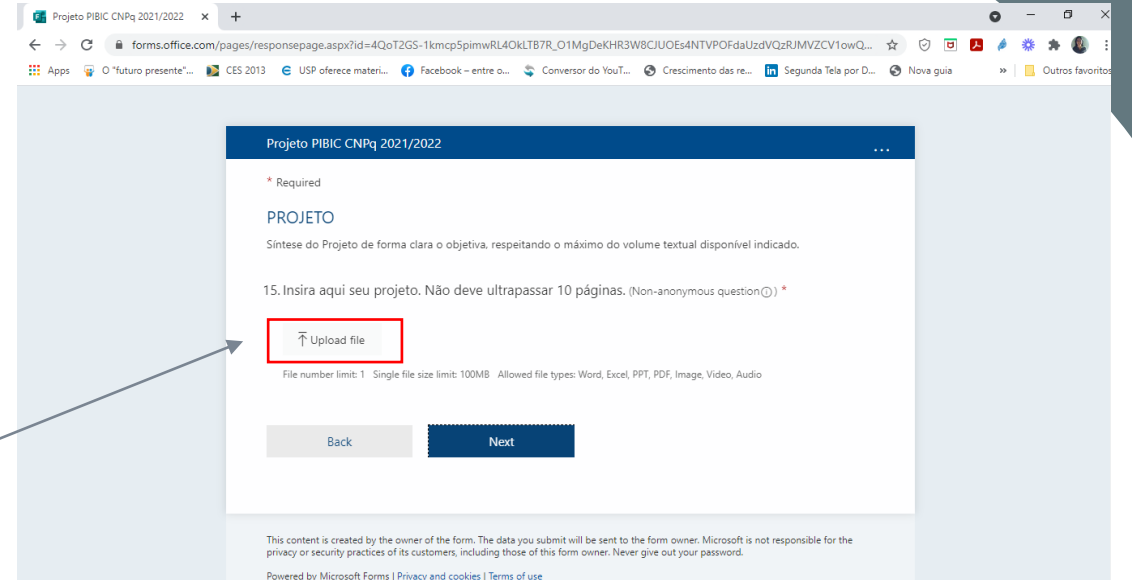 Projeto PIBIC CNPq 2021/2022
forms.office.com/pages/responsepage.aspx?id=4QoT2GS-1kmcp5pimwRL4OkLTB7R_O1MgDeKHR3W8CJUOEs4NTVPOFdaUzdVQzRJMVZCV1owQ...
Apps O "futuro presente"... CES 2013 USP oferece materi... Facebook – entre o... Conversor do YouT... Crescimento das re... Segunda Tela por D... Nova guia » Outros favoritos
Projeto PIBIC CNPq 2021/2022 ...
* Required
PROJETO
Síntese do Projeto de forma clara o objetiva, respeitando o máximo do volume textual disponível indicado.
15. Insira aqui seu projeto. Não deve ultrapassar 10 páginas. (Non-anonymous question) *
Upload file
File number limit: 1 Single file size limit: 100MB Allowed file types: Word, Excel, PPT, PDF, Image, Video, Audio
Back Next
This content is created by the owner of the form. The data you submit will be sent to the form owner. Microsoft is not responsible for the
privacy or security practices of its customers, including those of this form owner. Never give out your password.
Powered by Microsoft Forms | Privacy and cookies | Terms of use